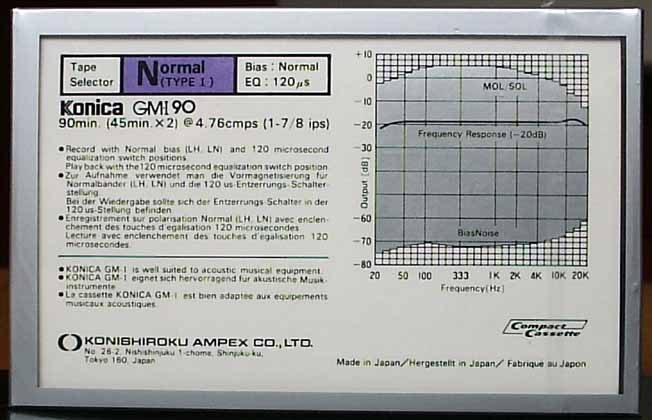 Tape Selector
Normal (TYPE I)
Bias : Normal
EQ : 120µs
Konica GMI 90
90min. (45min.×2) @ 4.76cmps (1-7/8 ips)
●Record with Normal bias (LH, LN) and 120 microsecond
equalization switch positions.
Play back with the 120 microsecond equalization switch position
●Zur Aufnahme verwendet man die Vormagnetisierung für
Normalbänder (LH, LN) und die 120 us-Entzerrungs-Schalter-
stellung.
Bei der Wiedergabe sollte sich der Entzerrungs-Schalter in der
120 us-Stellung befinden.
●Enregistrement sur polarisation Normal (LH, LN) avec enclen-
chement des touches d'egalisation 120 microsecondes
Lecture avec enclenchement des touches d'egalisation 120
microsecondes.
●KONICA GM-I is well suited to acoustic musical equipment.
●KONICA GM-I eignet sich hervorragend für akustische Musik-
instrumente
●La cassette KONICA GM-I est bien adaptée aux equipements
musicaux acoustiques.
KONISHIROKU AMPEX CO., LTD.
No. 26-2, Nishishinjuku 1-chome, Shinjuku-ku,
Tokyo 160, Japan
+10
0
−10
−20
−30
Output (dB)
−60
−70
−80
MOL/SOL
Frequency Response (−20dB)
BiasNoise
20 50 100 333 1K 2K 4K 10K 20K
Frequency(Hz)
Compact
Cassette
Made in Japan/Hergestellt in Japan/ Fabriqué au Japon